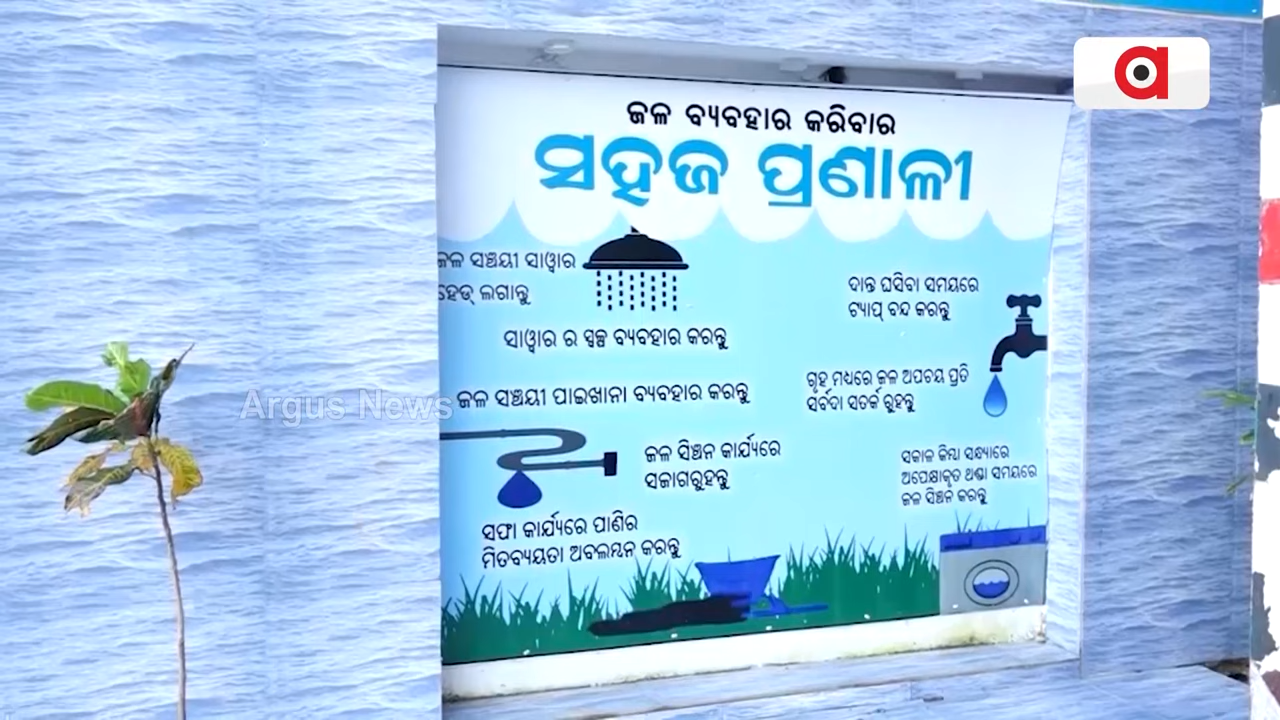 ଜଳ ବ୍ୟବହାର କରିବାର
ସହଜ ପ୍ରଣାଳୀ
ଜଳ ସଞ୍ଚୟୀ ସାୱାର
ହେଡ୍ ଲଗାନ୍ତୁ
ସାୱାର ର ସ୍ୱଳ୍ପ ବ୍ୟବହାର କରନ୍ତୁ
ଦାନ୍ତ ଘସିବା ସମୟରେ
ଟ୍ୟାପ୍ ବନ୍ଦ କରନ୍ତୁ
ଗୃହ ମଧ୍ୟରେ ଜଳ ଅପଚୟ ପ୍ରତି
ସର୍ବଦା ସତର୍କ ରୁହନ୍ତୁ
Argus News
ଜଳ ସଞ୍ଚୟୀ ପାଇଖାନା ବ୍ୟବହାର କରନ୍ତୁ
ଜଳ ସିଞ୍ଚନ କାର୍ଯ୍ୟରେ
ସଜାଗରୁହନ୍ତୁ
ସକାଳ କିମ୍ବା ସନ୍ଧ୍ୟାରେ
ଅପେକ୍ଷାକୃତ ଥଣ୍ଡା ସମୟରେ
ଜଳ ସିଞ୍ଚନ କରନ୍ତୁ
ସଫା କାର୍ଯ୍ୟରେ ପାଣିର
ମିତବ୍ୟୟତା ଅବଲମ୍ବନ କରନ୍ତୁ